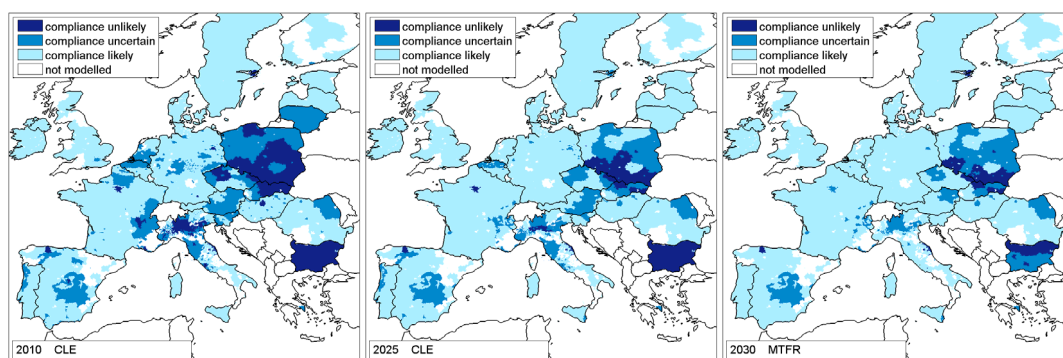 compliance unlikely
compliance uncertain
compliance likely
not modelled
2010 CLE
compliance unlikely
compliance uncertain
compliance likely
not modelled
2025 CLE
compliance unlikely
compliance uncertain
compliance likely
not modelled
2030 MTFR